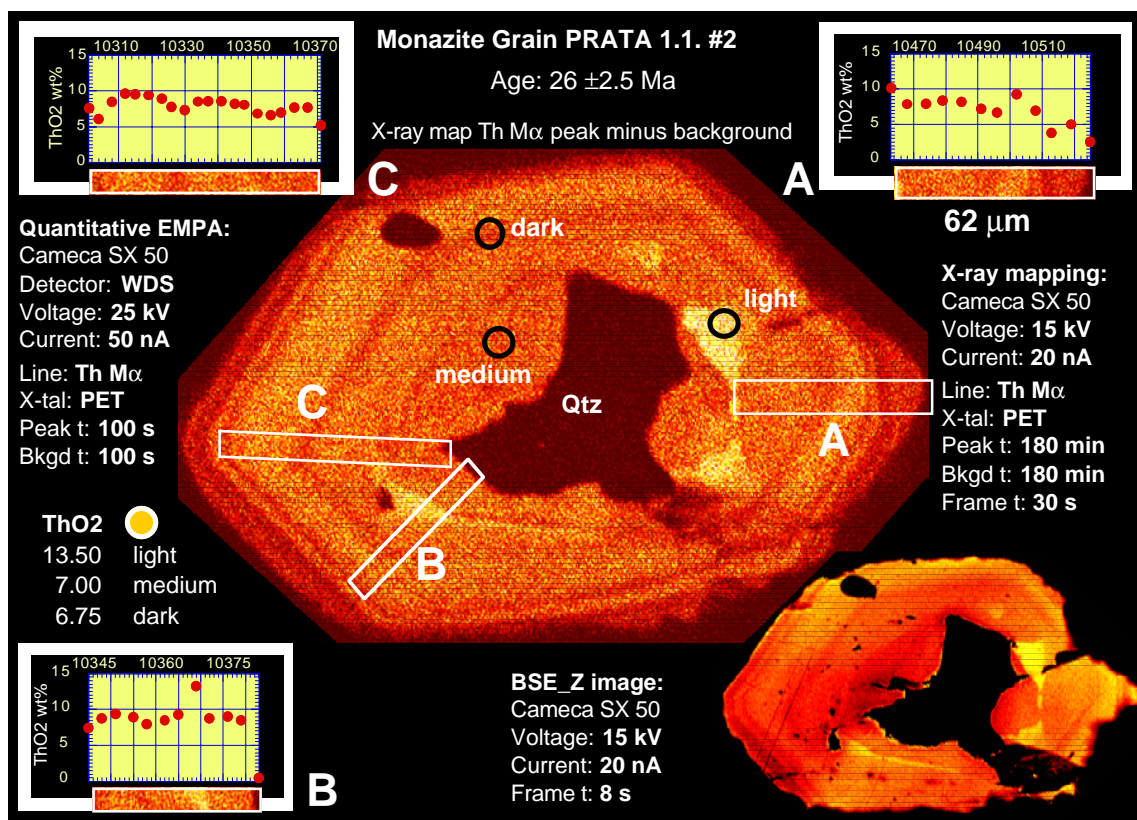 Monazite Grain PRATA 1.1. #2
Age: 26 ±2.5 Ma
X-ray map Th Mα peak minus background
10310 10330 10350 10370
15
10
5
0
ThO2 wt%
C
10470 10490 10510
15
10
5
0
ThO2 wt%
A
62 μm
Quantitative EMPA:
Cameca SX 50
Detector: WDS
Voltage: 25 kV
Current: 50 nA
Line: Th Mα
X-tal: PET
Peak t: 100 s
Bkgd t: 100 s
dark
light
medium
Qtz
C
A
B
X-ray mapping:
Cameca SX 50
Voltage: 15 kV
Current: 20 nA
Line: Th Mα
X-tal: PET
Peak t: 180 min
Bkgd t: 180 min
Frame t: 30 s
ThO2
13.50 light
7.00 medium
6.75 dark
10345 10360 10375
15
10
5
0
ThO2 wt%
B
BSE_Z image:
Cameca SX 50
Voltage: 15 kV
Current: 20 nA
Frame t: 8 s